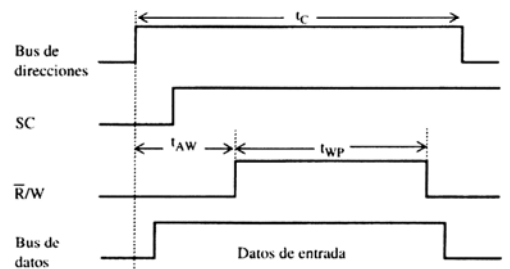 t_C
Bus de
direcciones
SC
t_AW
t_WP
R̅/W
Bus de
datos
Datos de entrada